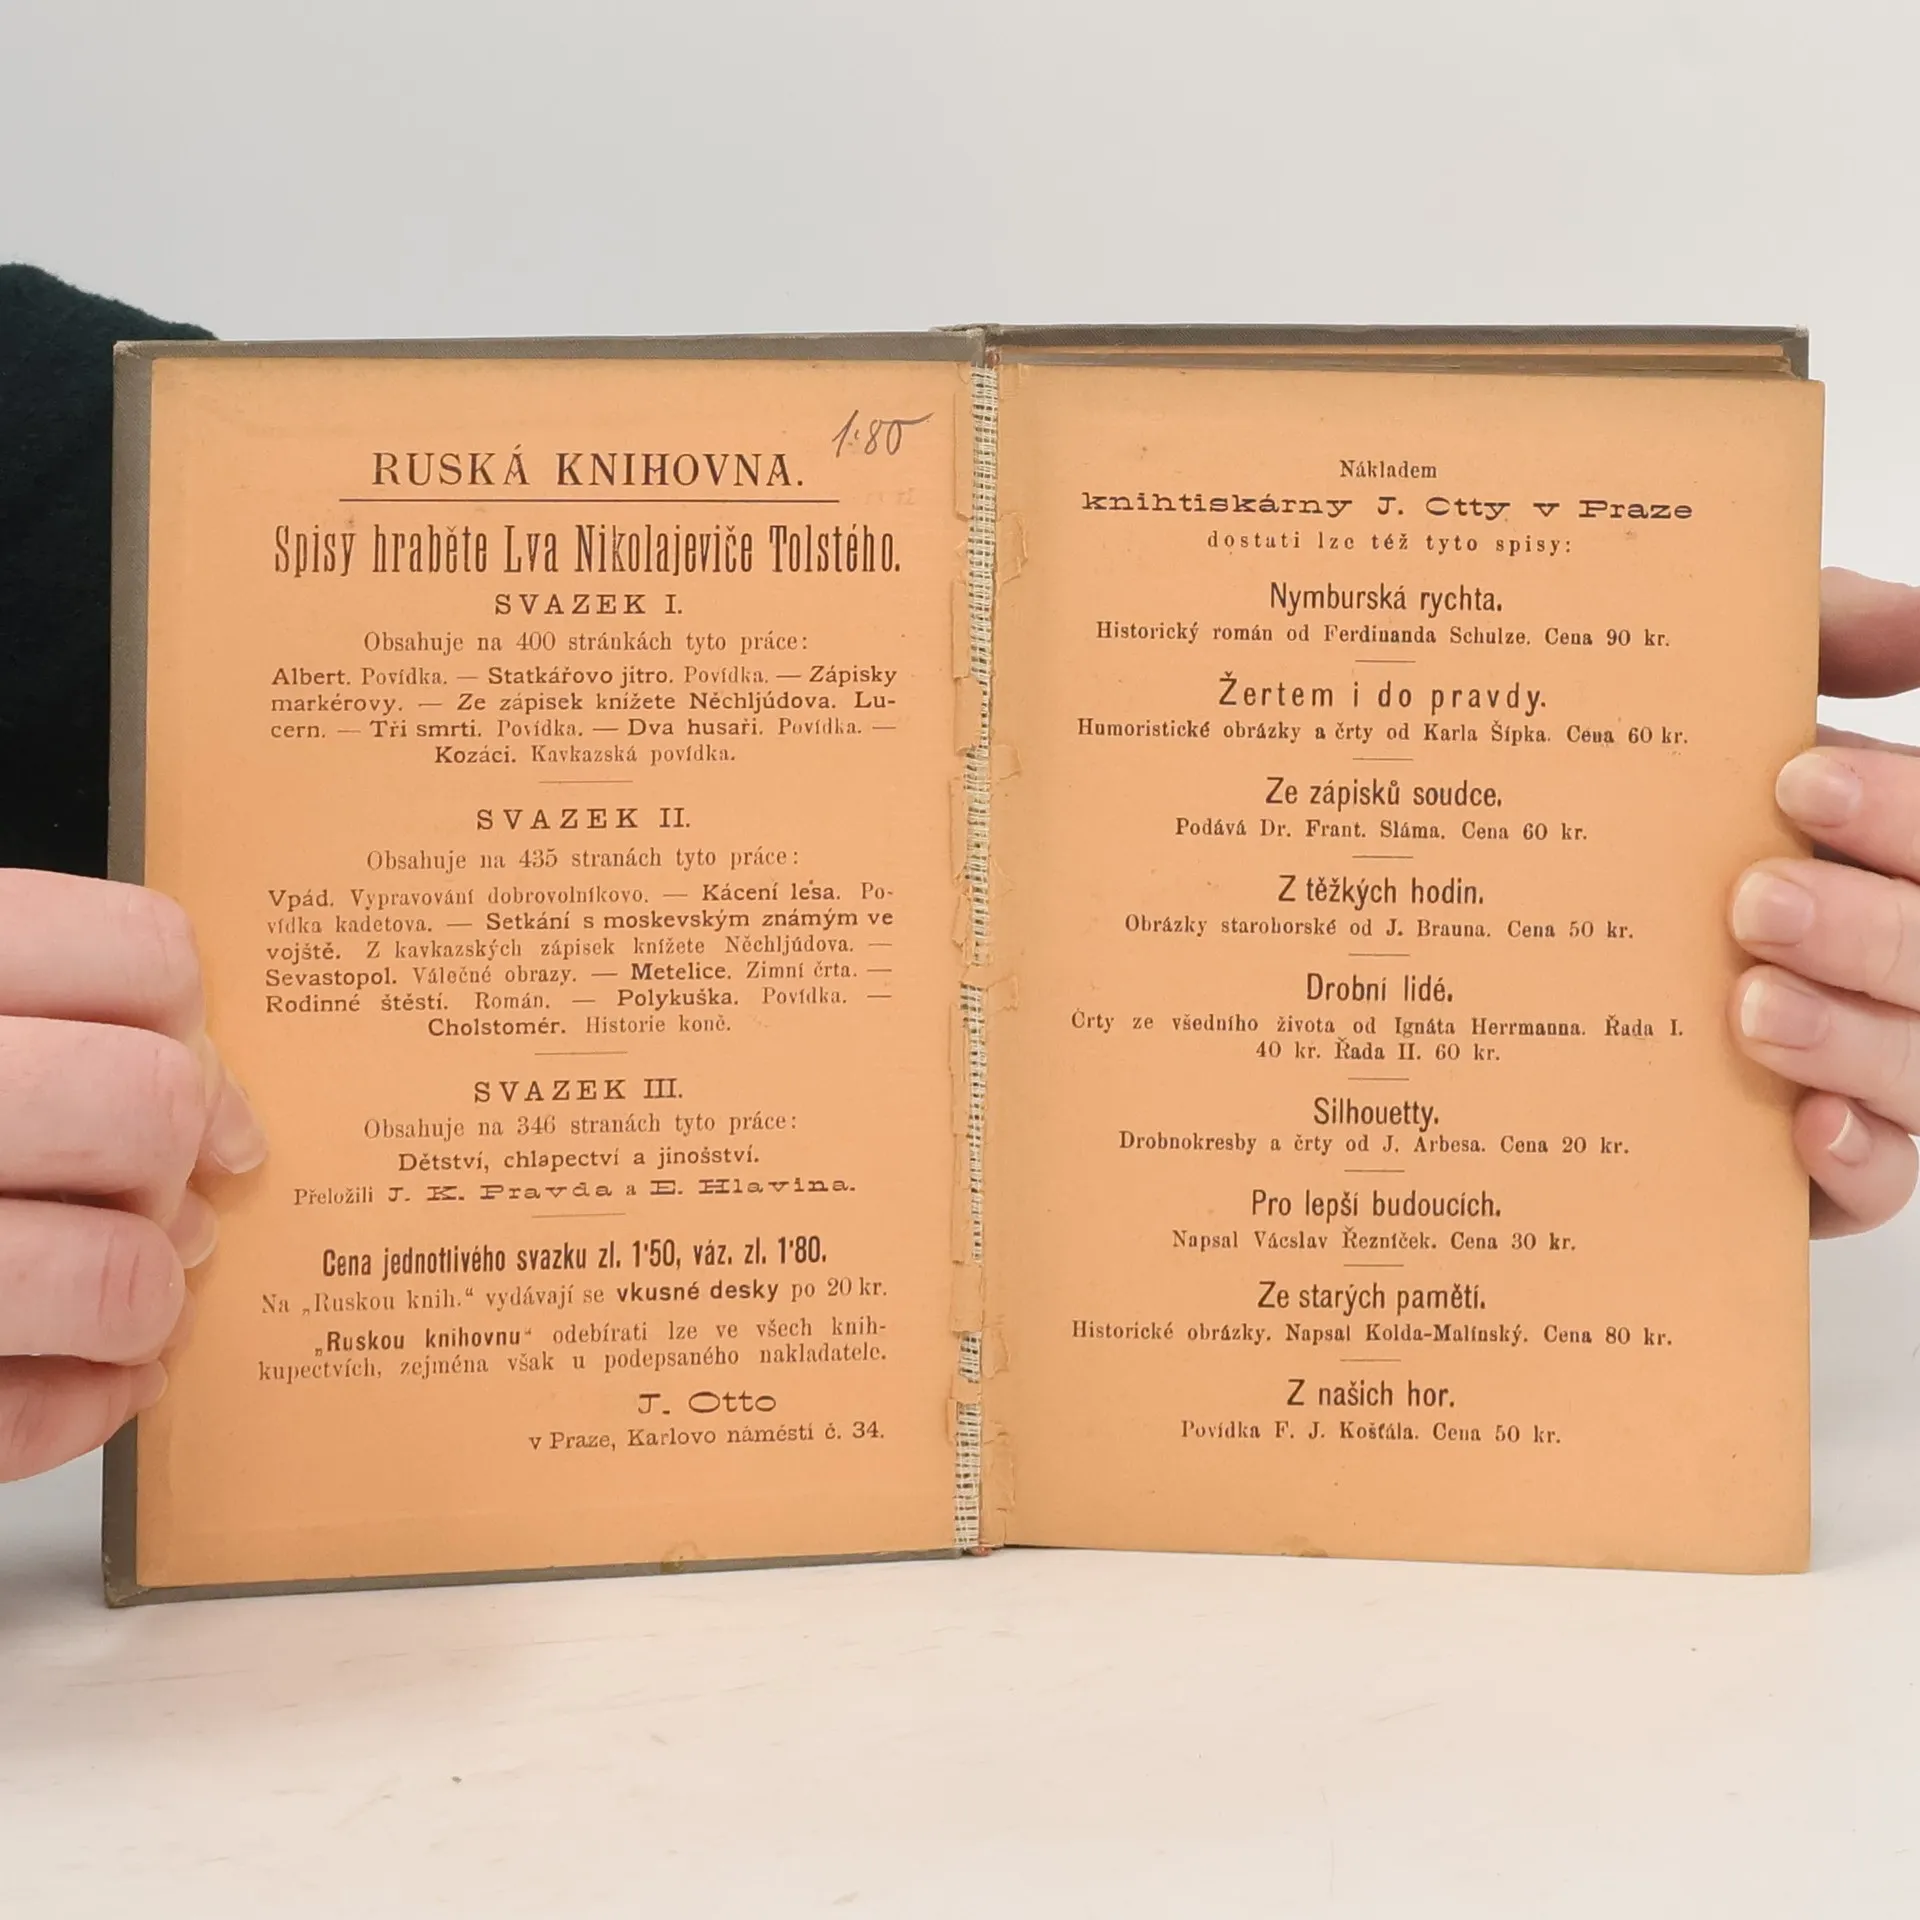 1·80
RUSKÁ KNIHOVNA.
Spisy hraběte Lva Nikolajeviče Tolstého.
SVAZEK I.
Obsahuje na 400 stránkách tyto práce:
Albert. Povídka. — Statkářovo jitro. Povídka. — Zápisky
markérovy. — Ze zápisek knížete Něchljúdova. Lu-
cern. — Tři smrti. Povídka. — Dva husaři. Povídka. —
Kozáci. Kavkazská povídka.
SVAZEK II.
Obsahuje na 435 stranách tyto práce:
Vpád. Vypravování dobrovolníkovo. — Kácení lesa. Po-
vídka kadetova. — Setkání s moskevským známým ve
vojště. Z kavkazských zápisek knížete Něchljúdova. —
Sevastopol. Válečné obrazy. — Metelice. Zimní črta. —
Rodinné štěstí. Román. — Polykuška. Povídka. —
Cholstomér. Historie koně.
SVAZEK III.
Obsahuje na 346 stranách tyto práce:
Dětství, chlapectví a jinošství.
Přeložili J. K. Pravda a E. Hlavina.
Cena jednotlivého svazku zl. 1·50, váz. zl. 1·80.
Na „Ruskou knih.“ vydávají se vkusné desky po 20 kr.
„Ruskou knihovnu“ odebírati lze ve všech knih-
kupectvích, zejména však u podepsaného nakladatele.
J. Otto
v Praze, Karlovo náměstí č. 34.
Nákladem
knihtiskárny J. Otty v Praze
dostati lze též tyto spisy:
Nymburská rychta.
Historický román od Ferdinanda Schulze. Cena 90 kr.
Žertem i do pravdy.
Humoristické obrázky a črty od Karla Šípka. Cena 60 kr.
Ze zápisků soudce.
Podává Dr. Frant. Sláma. Cena 60 kr.
Z těžkých hodin.
Obrázky starohorské od J. Brauna. Cena 50 kr.
Drobní lidé.
Črty ze všedního života od Ignáta Herrmanna. Řada I.
40 kr. Řada II. 60 kr.
Silhouetty.
Drobnokresby a črty od J. Arbesa. Cena 20 kr.
Pro lepší budoucích.
Napsal Vácslav Řezníček. Cena 30 kr.
Ze starých pamětí.
Historické obrázky. Napsal Kolda-Malínský. Cena 80 kr.
Z našich hor.
Povídka F. J. Košťála. Cena 50 kr.